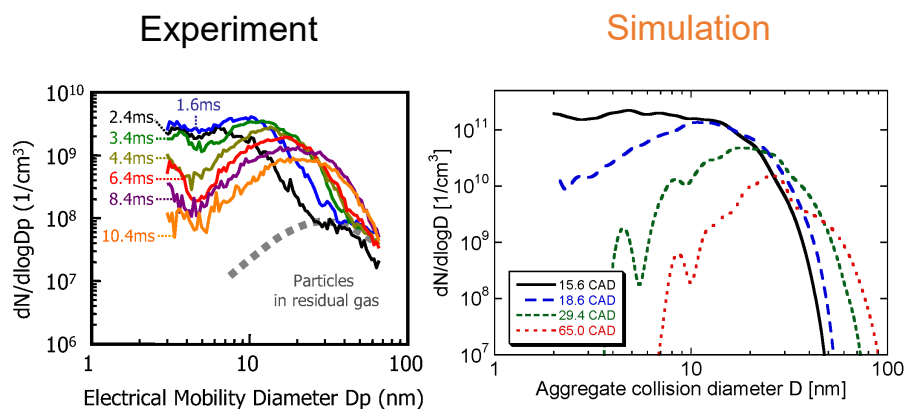 Experiment
Simulation
10^10
10^9
10^8
10^7
10^6
dN/dlogDp (1/cm³)
1.6ms
2.4ms
3.4ms
4.4ms
6.4ms
8.4ms
10.4ms
Particles
in residual gas
1
10
100
Electrical Mobility Diameter Dp (nm)
10^11
10^10
10^9
10^8
10^7
dN/dlogD [1/cm³]
15.6 CAD
18.6 CAD
29.4 CAD
65.0 CAD
1
10
100
Aggregate collision diameter D [nm]